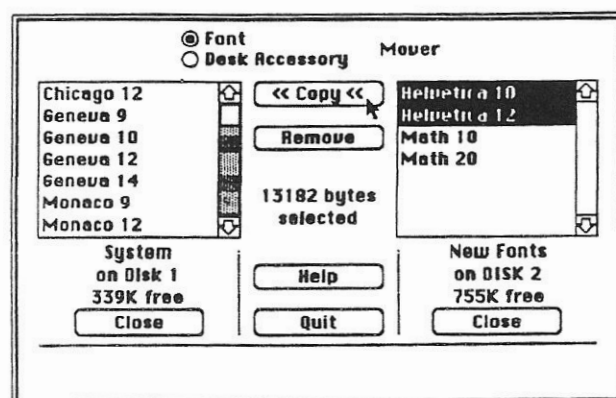 Font
Desk Accessory
Mover
Chicago 12
Geneva 9
Geneva 10
Geneva 12
Geneva 14
Monaco 9
Monaco 12
<< Copy <<
Remove
13182 bytes
selected
Help
Quit
Helvetica 10
Helvetica 12
Math 10
Math 20
System
on Disk 1
339K free
Close
New Fonts
on DISK 2
755K free
Close